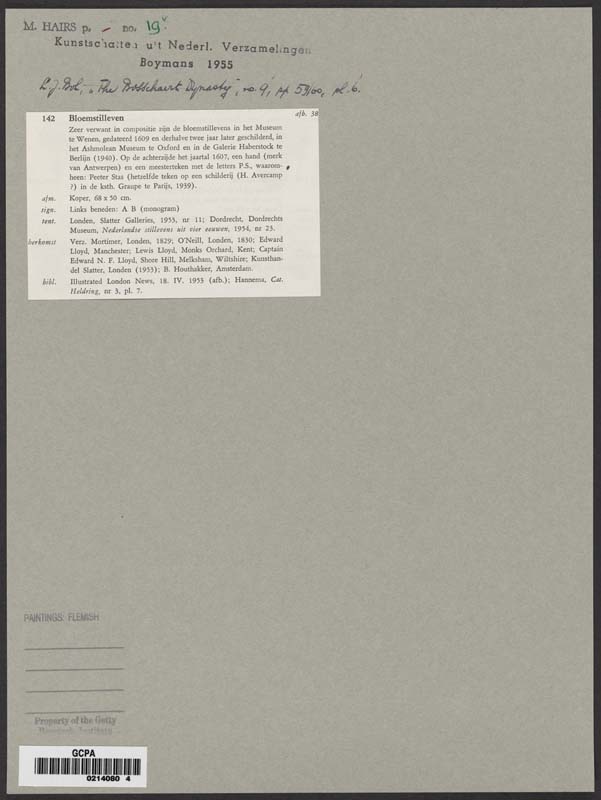 M. HAIRS p. – no. 19
Kunstschatten uit Nederl. Verzamelingen
Boymans 1955
L. J. Bol, "The Bosschaert Dynasty", no. 9, pp 59/60, pl. 6.
afb. 38
142 Bloemstilleven
Zeer verwant in compositie zijn de bloemstillevens in het Museum
te Wenen, gedateerd 1609 en derhalve twee jaar later geschilderd, in
het Ashmolean Museum te Oxford en in de Galerie Haberstock te
Berlijn (1940). Op de achterzijde het jaartal 1607, een hand (merk
van Antwerpen) en een meesterteken met de letters P.S., waarom-
heen: Peeter Stas (hetzelfde teken op een schilderij (H. Avercamp
?) in de ksth. Graupe te Parijs, 1939).
afm. Koper, 68 x 50 cm.
sign. Links beneden: A B (monogram)
tent. Londen, Slatter Galleries, 1953, nr 11; Dordrecht, Dordrechts
Museum, Nederlandse stillevens uit vier eeuwen, 1954, nr 23.
herkomst Verz. Mortimer, Londen, 1829; O'Neill, Londen, 1830; Edward
Lloyd, Manchester; Lewis Lloyd, Monks Orchard, Kent; Captain
Edward N. F. Lloyd, Shore Hill, Melksham, Wiltshire; Kunsthan-
del Slatter, Londen (1953); B. Houthakker, Amsterdam.
bibl. Illustrated London News, 18. IV. 1953 (afb.); Hannema, Cat.
Heldring, nr 3, pl. 7.
PAINTINGS: FLEMISH
Property of the Getty
Research Institute
GCPA
0214080 4